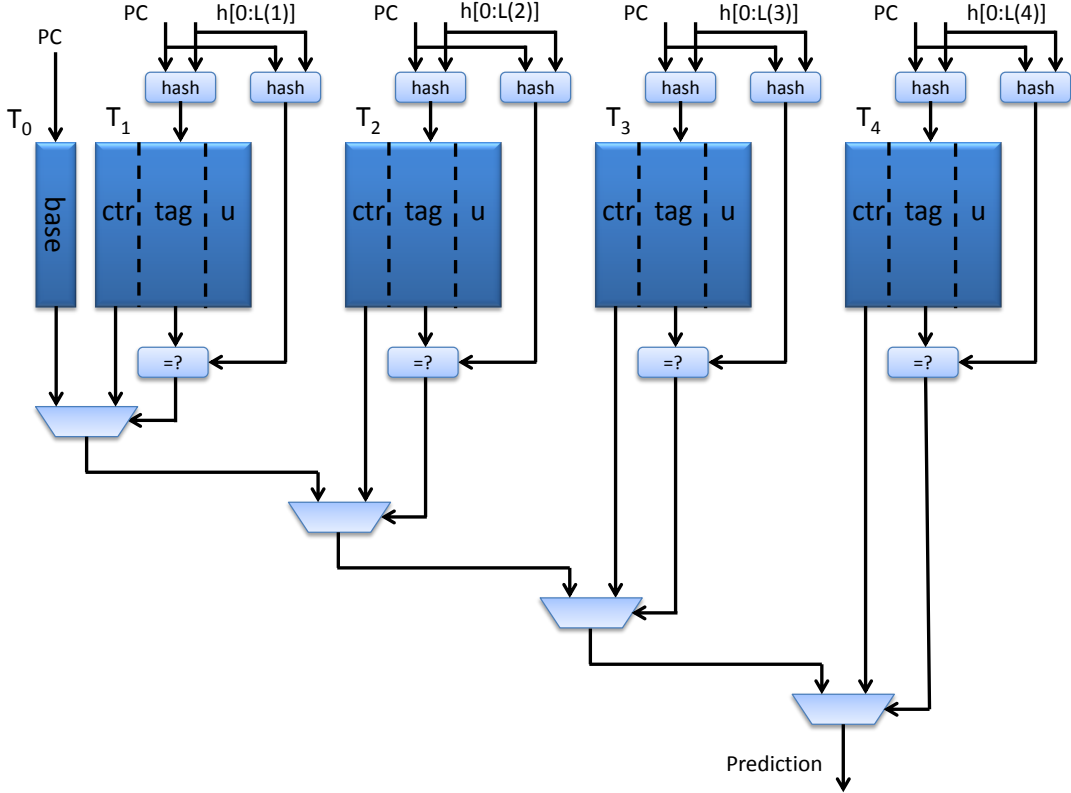 PC h[0:L(1)] PC h[0:L(2)] PC h[0:L(3)] PC h[0:L(4)]
PC
hash hash hash hash hash hash hash hash
T0 T1 T2 T3 T4
base ctr tag u ctr tag u ctr tag u ctr tag u
=? =? =? =?
Prediction